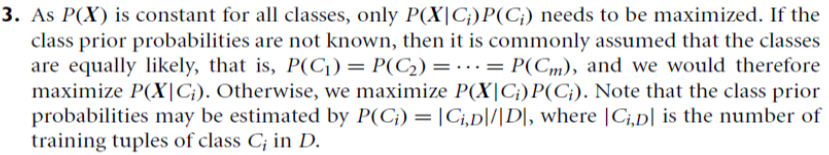 3. As P(X) is constant for all classes, only P(X|Ci)P(Ci) needs to be maximized. If the
class prior probabilities are not known, then it is commonly assumed that the classes
are equally likely, that is, P(C1) = P(C2) = ··· = P(Cm), and we would therefore
maximize P(X|Ci). Otherwise, we maximize P(X|Ci)P(Ci). Note that the class prior
probabilities may be estimated by P(Ci) = |Ci,D|/|D|, where |Ci,D| is the number of
training tuples of class Ci in D.